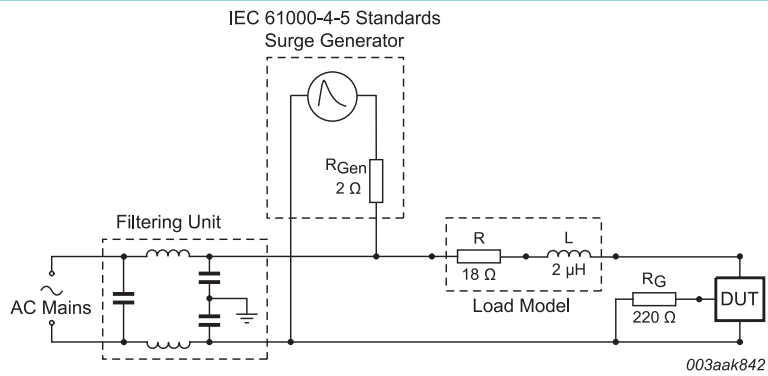 IEC 61000-4-5 Standards
Surge Generator
RGen
2 Ω
Filtering Unit
AC Mains
R
18 Ω
L
2 μH
Load Model
RG
220 Ω
DUT
003aak842